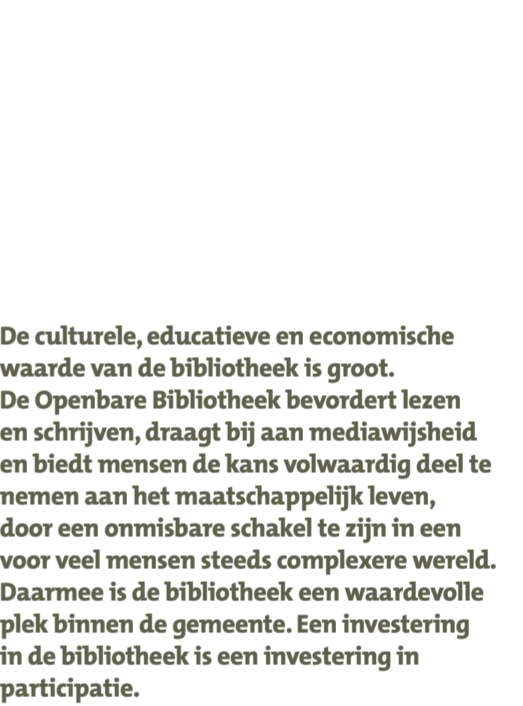 De culturele, educatieve en economische
waarde van de bibliotheek is groot.
De Openbare Bibliotheek bevordert lezen
en schrijven, draagt bij aan mediawijsheid
en biedt mensen de kans volwaardig deel te
nemen aan het maatschappelijk leven,
door een onmisbare schakel te zijn in een
voor veel mensen steeds complexere wereld.
Daarmee is de bibliotheek een waardevolle
plek binnen de gemeente. Een investering
in de bibliotheek is een investering in
participatie.